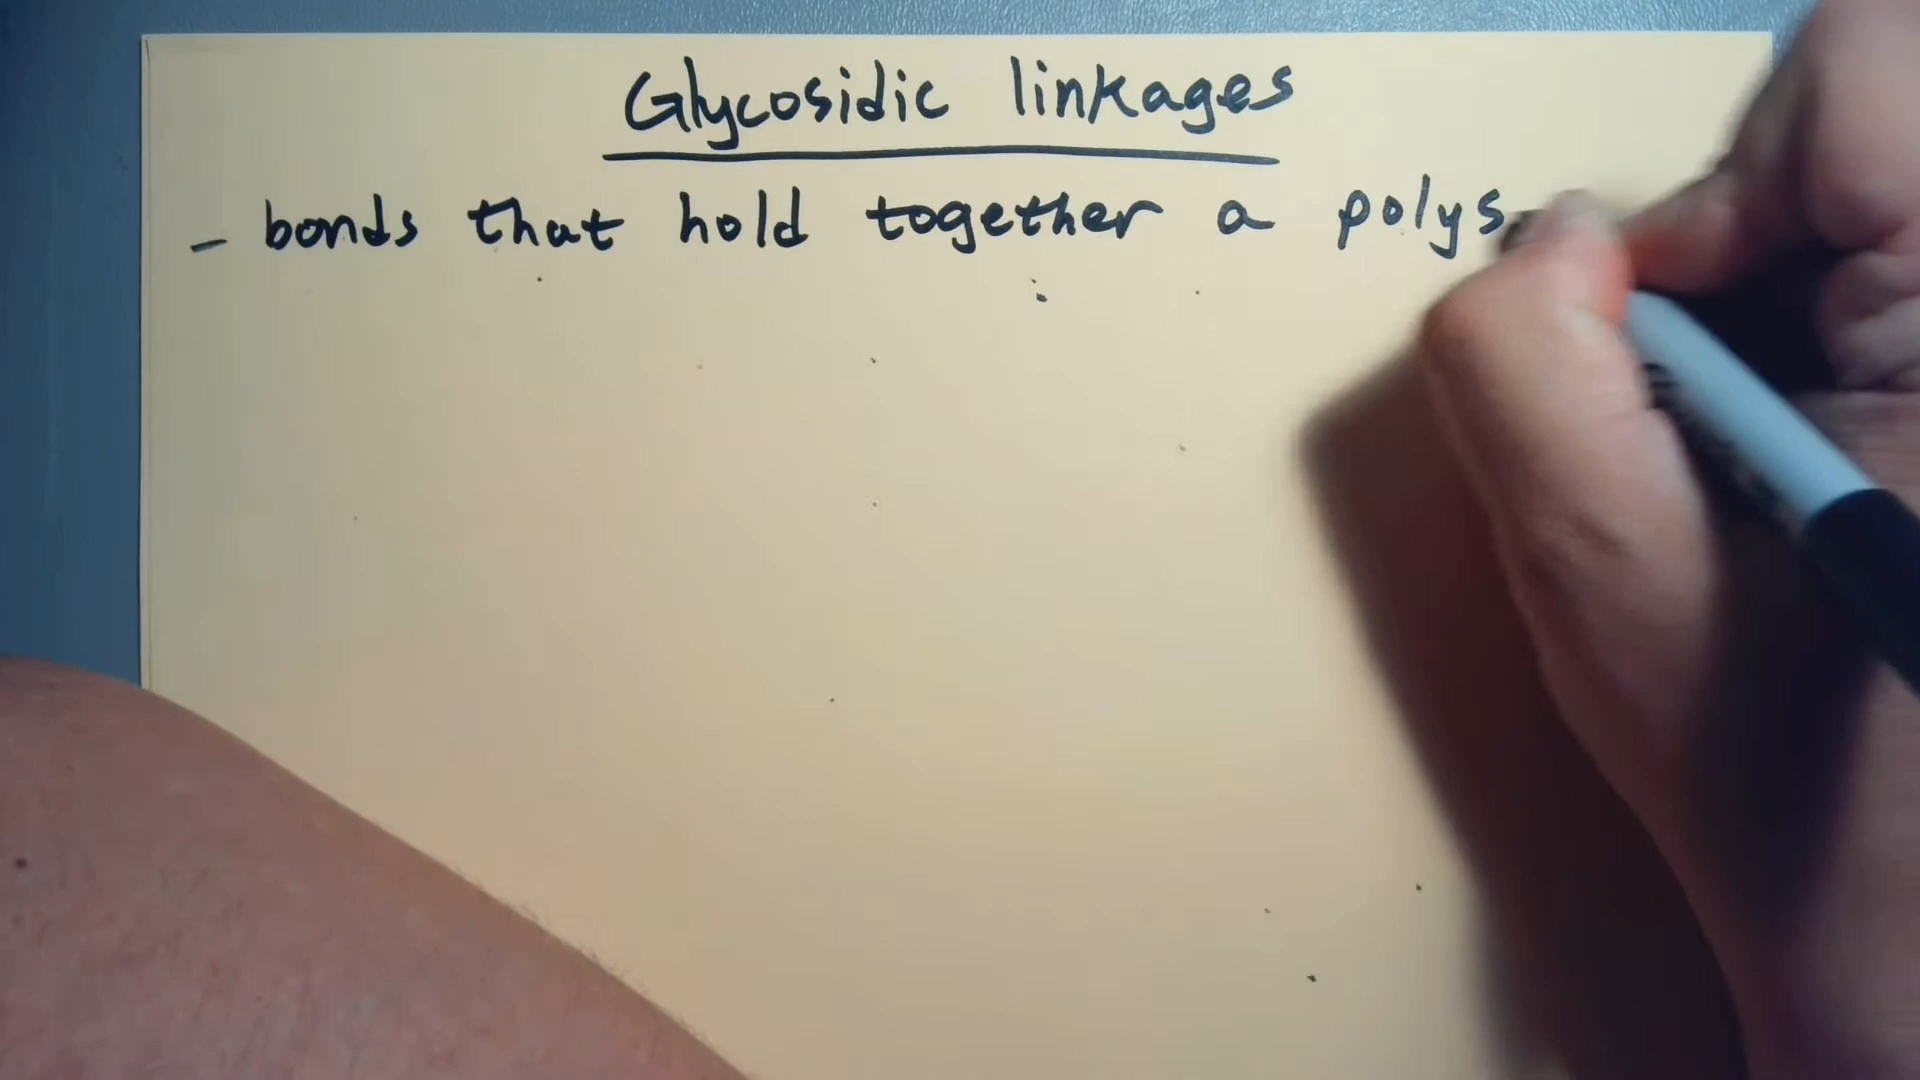 Glycosidic linkages
- bonds that hold together a polys